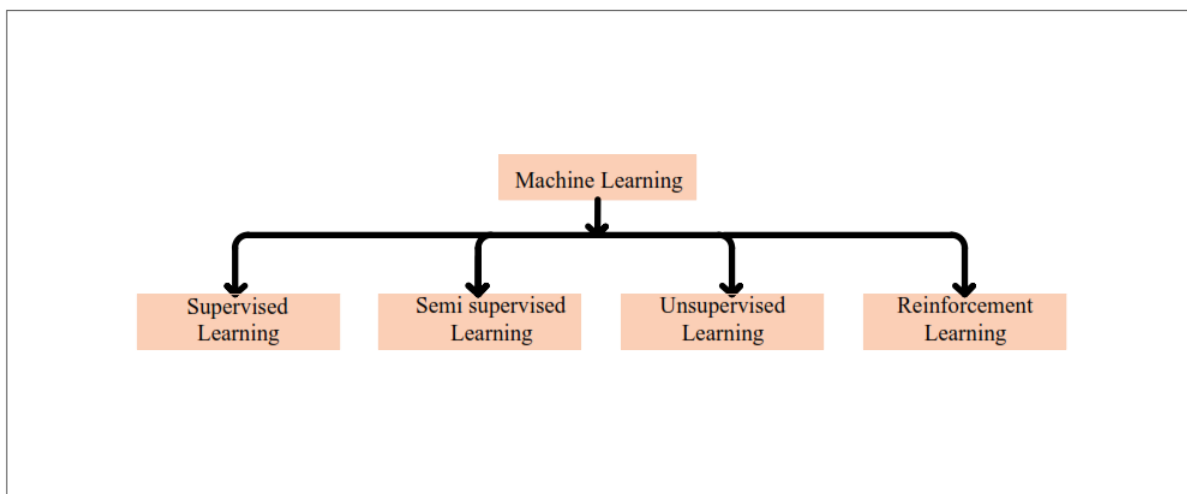 Machine Learning
Supervised
Learning
Semi supervised
Learning
Unsupervised
Learning
Reinforcement
Learning